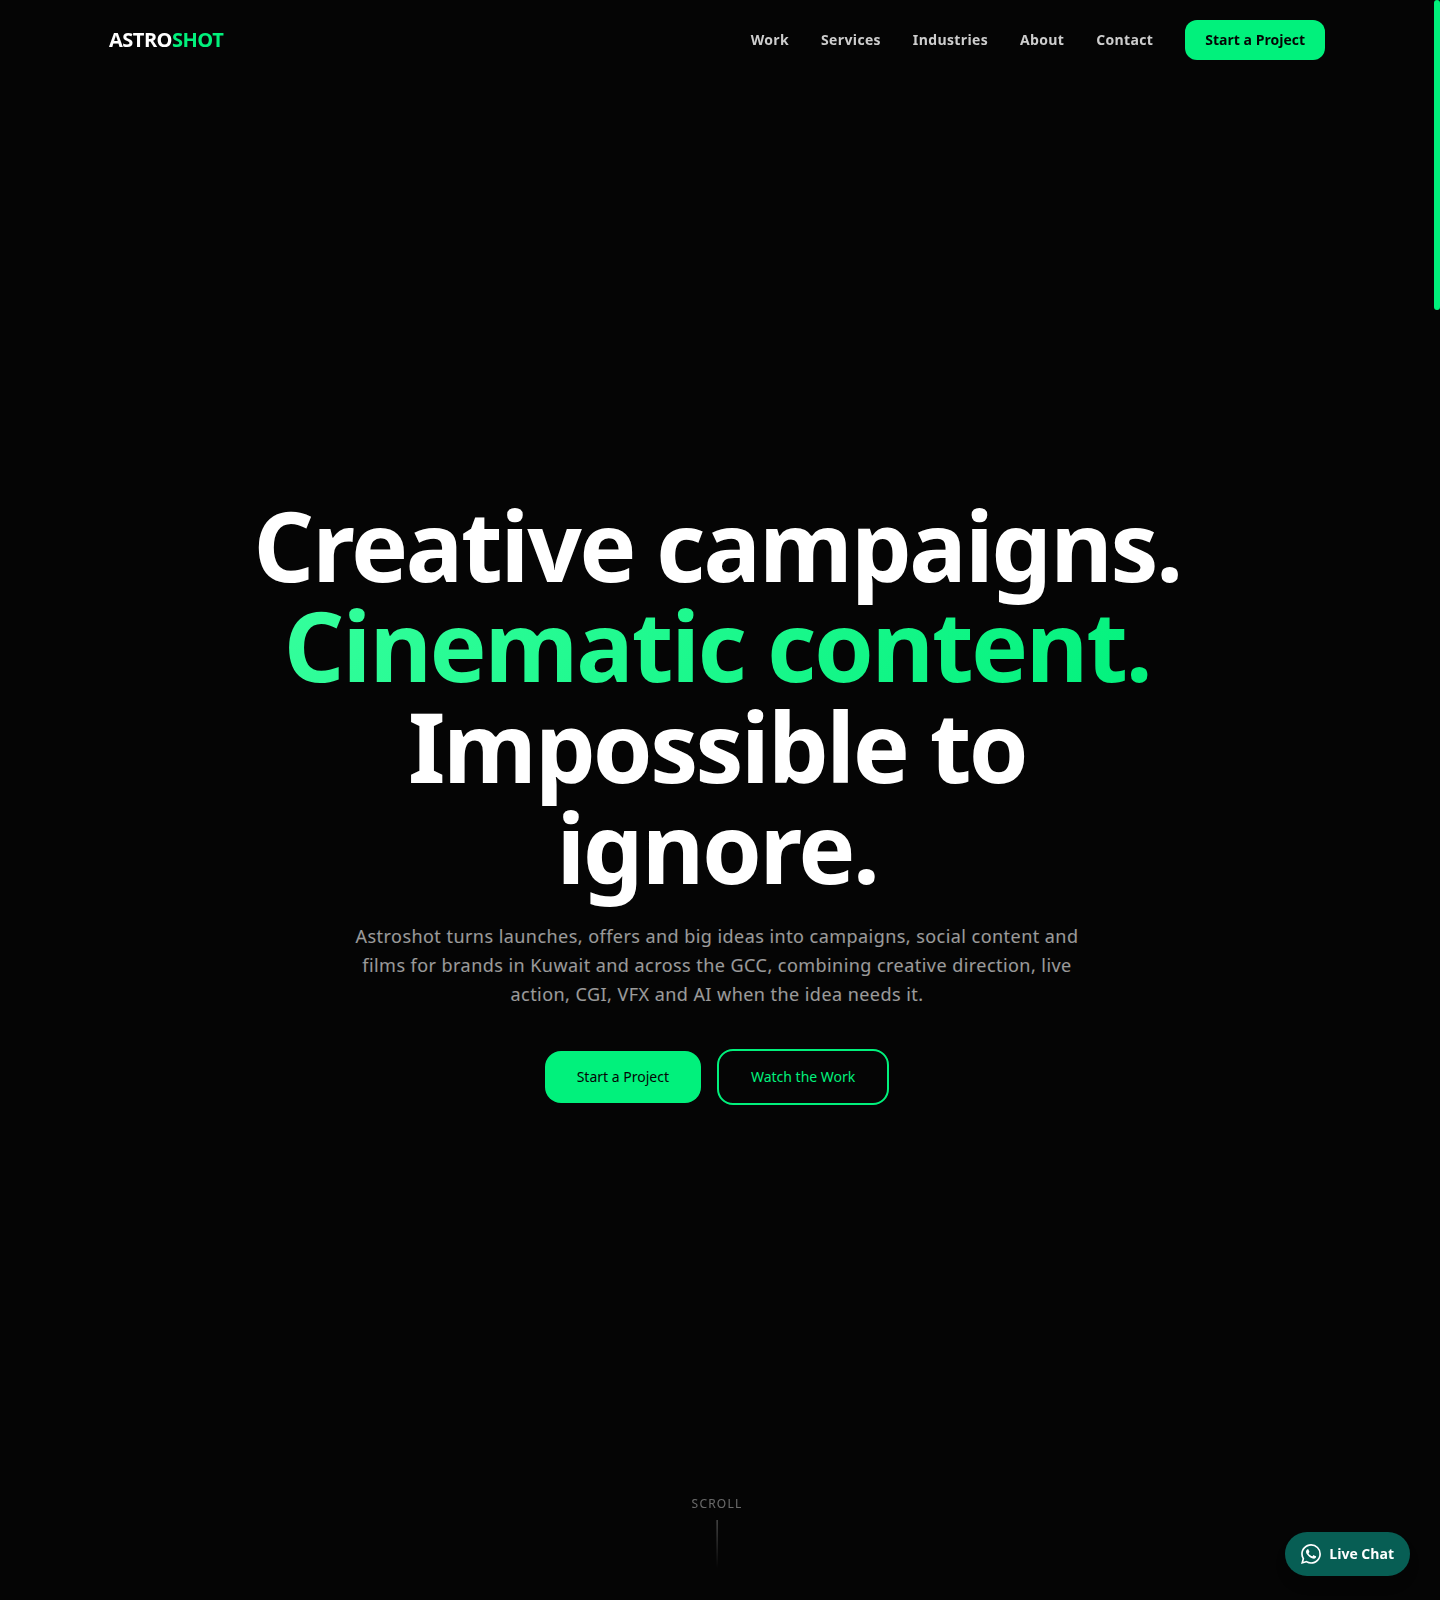 ASTROSHOT
Work Services Industries About Contact Start a Project
Creative campaigns.
Cinematic content.
Impossible to
ignore.
Astroshot turns launches, offers and big ideas into campaigns, social content and
films for brands in Kuwait and across the GCC, combining creative direction, live
action, CGI, VFX and AI when the idea needs it.
Start a Project Watch the Work
SCROLL
Live Chat